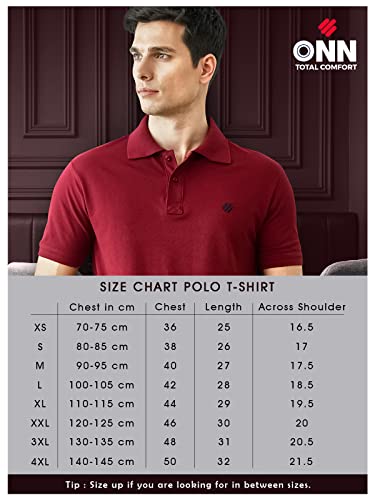 ONN
TOTAL COMFORT
SIZE CHART POLO T-SHIRT
Chest in cm Chest Length Across Shoulder
XS 70-75 cm 36 25 16.5
S 80-85 cm 38 26 17
M 90-95 cm 40 27 17.5
L 100-105 cm 42 28 18.5
XL 110-115 cm 44 29 19.5
XXL 120-125 cm 46 30 20
3XL 130-135 cm 48 31 20.5
4XL 140-145 cm 50 32 21.5
Tip : Size up if you are looking for in between sizes.